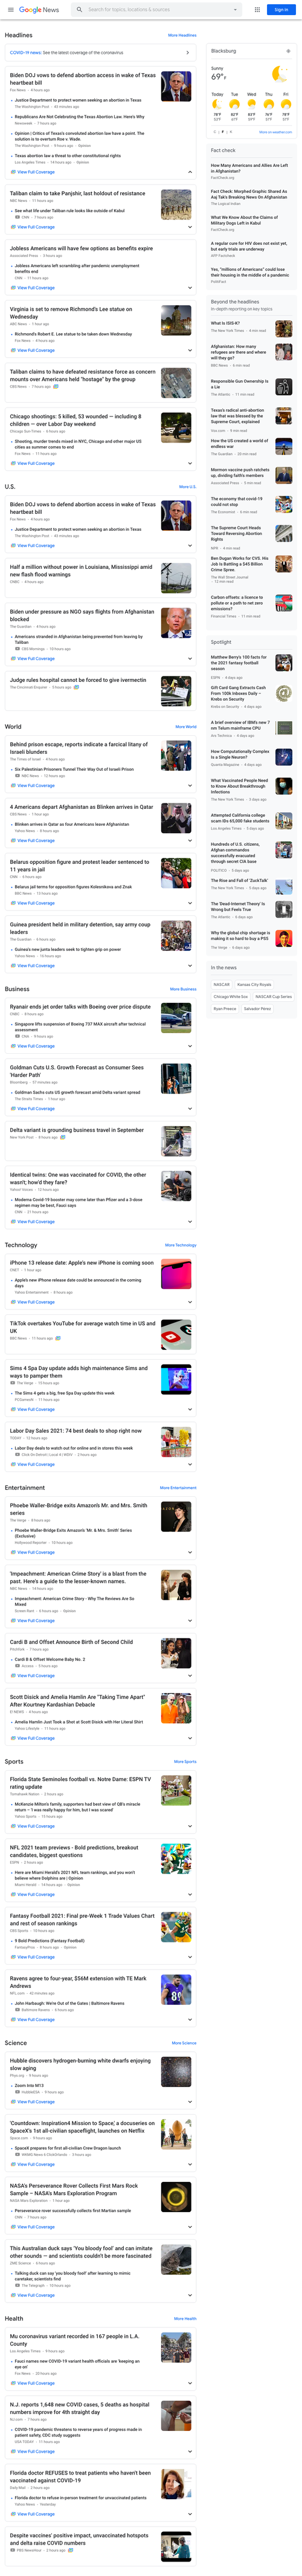 Google News
Search for topics, locations & sources
Sign in
Headlines
More Headlines
COVID-19 news: See the latest coverage of the coronavirus
Biden DOJ vows to defend abortion access in wake of Texas
heartbeat bill
Fox News · 4 hours ago
Justice Department to protect women seeking an abortion in Texas
The Washington Post · 43 minutes ago
Republicans Are Not Celebrating the Texas Abortion Law. Here's Why
Newsweek · 7 hours ago
Opinion | Critics of Texas's convoluted abortion law have a point. The
solution is to overturn Roe v. Wade.
The Washington Post · 9 hours ago · Opinion
Texas abortion law a threat to other constitutional rights
Los Angeles Times · 14 hours ago · Opinion
View Full Coverage
Taliban claim to take Panjshir, last holdout of resistance
NBC News · 11 hours ago
See what life under Taliban rule looks like outside of Kabul
CNN · 7 hours ago
View Full Coverage
Jobless Americans will have few options as benefits expire
Associated Press · 3 hours ago
Jobless Americans left scrambling after pandemic unemployment
benefits end
CNN · 11 hours ago
View Full Coverage
Virginia is set to remove Richmond's Lee statue on
Wednesday
NBC News · 1 hour ago
Richmond's Robert E. Lee statue to be taken down Wednesday
Fox News · 4 hours ago
View Full Coverage
Taliban claims to have defeated resistance force as concern
mounts over Americans held "hostage" by the group
CBS News · 7 hours ago
Chicago shootings: 5 killed, 53 wounded — including 8
children — over Labor Day weekend
Chicago Sun-Times · 6 hours ago
Shooting, murder trends mixed in NYC, Chicago and other major US
cities as summer comes to end
Fox News · 11 hours ago
View Full Coverage
U.S.
More U.S.
Biden DOJ vows to defend abortion access in wake of Texas
heartbeat bill
Fox News · 4 hours ago
Justice Department to protect women seeking an abortion in Texas
The Washington Post · 43 minutes ago
View Full Coverage
Half a million without power in Louisiana, Mississippi amid
new flash flood warnings
CNBC · 4 hours ago
Biden under pressure as NGO says flights from Afghanistan
blocked
The Guardian · 4 hours ago
Americans stranded in Afghanistan being prevented from leaving by
Taliban
CBS Mornings · 10 hours ago
View Full Coverage
Judge rules hospital cannot be forced to give ivermectin
The Cincinnati Enquirer · 5 hours ago
World
More World
Behind prison escape, reports indicate a farcical litany of
Israeli blunders
The Times of Israel · 4 hours ago
Six Palestinian Prisoners Tunnel Their Way Out of Israeli Prison
NBC News · 12 hours ago
View Full Coverage
4 Americans depart Afghanistan as Blinken arrives in Qatar
CBS News · 7 hours ago
Blinken arrives in Qatar as four Americans leave Afghanistan
Yahoo News · 8 hours ago
View Full Coverage
Belarus opposition figure and protest leader sentenced to
11 years in jail
CNN · 4 hours ago
Belarus jail terms for opposition figures Kolesnikova and Znak
BBC News · 13 hours ago
View Full Coverage
Guinea president held in military detention, say army coup
leaders
The Guardian · 6 hours ago
Guinea's new junta leaders seek to tighten grip on power
Yahoo News · 16 hours ago
View Full Coverage
Business
More Business
Ryanair ends jet order talks with Boeing over price dispute
CNBC · 6 hours ago
Singapore lifts suspension of Boeing 737 MAX aircraft after technical
assessment
CNA · 9 hours ago
View Full Coverage
Goldman Cuts U.S. Growth Forecast as Consumer Sees
'Harder Path'
Bloomberg · 57 minutes ago
Goldman Sachs cuts US growth forecast amid Delta variant spread
The Straits Times · 1 hour ago
View Full Coverage
Delta variant is grounding business travel in September
New York Post · 8 hours ago
Identical twins: One was vaccinated for COVID, the other
wasn't; how'd they fare?
Yahoo! Voices · 12 hours ago
Moderna Covid-19 booster may come later than Pfizer and a 3-dose
regimen may be best, Fauci says
CNN · 21 hours ago
View Full Coverage
Technology
More Technology
iPhone 13 release date: Apple's new iPhone is coming soon
CNET · 1 hour ago
Apple's new iPhone release date could be announced in the coming
days
Yahoo Entertainment · 6 hours ago
View Full Coverage
TikTok overtakes YouTube for average watch time in US and
UK
BBC News · 11 hours ago
Sims 4 Spa Day update adds high maintenance Sims and
ways to pamper them
The Verge · 19 hours ago
The Sims 4 gets a big, free Spa Day update this week
PCGamesN · 11 hours ago
View Full Coverage
Labor Day Sales 2021: 74 best deals to shop right now
TODAY · 12 hours ago
Labor Day deals to watch out for online and in stores this week
Click On Detroit | Local 4 | WDIV · 2 hours ago
View Full Coverage
Entertainment
More Entertainment
Phoebe Waller-Bridge exits Amazon's Mr. and Mrs. Smith
series
The Verge · 8 hours ago
Phoebe Waller-Bridge Exits Amazon's 'Mr. & Mrs. Smith' Series
(Exclusive)
Hollywood Reporter · 18 hours ago
View Full Coverage
'Impeachment: American Crime Story' is a blast from the
past. Here's a guide to the lesser-known names.
NBC News · 14 hours ago
Impeachment: American Crime Story - Why The Reviews Are So
Mixed
Screen Rant · 6 hours ago · Opinion
View Full Coverage
Cardi B and Offset Announce Birth of Second Child
Pitchfork · 7 hours ago
Cardi B & Offset Welcome Baby No. 2
Access · 5 hours ago
View Full Coverage
Scott Disick and Amelia Hamlin Are "Taking Time Apart"
After Kourtney Kardashian Debacle
E! NEWS · 8 hours ago
Amelia Hamlin Just Took a Shot at Scott Disick with Her Literal Shirt
Yahoo Lifestyle · 11 hours ago
View Full Coverage
Sports
More Sports
Florida State Seminoles football vs. Notre Dame: ESPN TV
rating update
Tomahawk Nation · 2 hours ago
McKenzie Milton's family, supporters had best view of QB's miracle
return – 'I was really happy for him, but I was scared'
Yahoo Sports · 10 hours ago
View Full Coverage
NFL 2021 team previews - Bold predictions, breakout
candidates, biggest questions
ESPN · 2 hours ago
Here are Miami Herald's 2021 NFL team rankings, and you won't
believe where Dolphins are | Opinion
Miami Herald · 14 hours ago · Opinion
View Full Coverage
Fantasy Football 2021: Final pre-Week 1 Trade Values Chart
and rest of season rankings
CBS Sports · 10 hours ago
9 Bold Predictions (Fantasy Football)
FantasyPros · 8 hours ago · Opinion
View Full Coverage
Ravens agree to four-year, $56M extension with TE Mark
Andrews
NFL.com · 42 minutes ago
John Harbaugh: We're Out of the Gates | Baltimore Ravens
Baltimore Ravens · 6 hours ago
View Full Coverage
Science
More Science
Hubble discovers hydrogen-burning white dwarfs enjoying
slow aging
Phys.org · 9 hours ago
Zoom Into M13
HubbleESA · 9 hours ago
View Full Coverage
'Countdown: Inspiration4 Mission to Space,' a docuseries on
SpaceX's 1st all-civilian spaceflight, launches on Netflix
Space.com · 9 hours ago
SpaceX prepares for first all-civilian Crew Dragon launch
WKMG News 6 ClickOrlando · 3 hours ago
View Full Coverage
NASA's Perseverance Rover Collects First Mars Rock
Sample – NASA's Mars Exploration Program
NASA Mars Exploration · 1 hour ago
Perseverance rover successfully collects first Martian sample
CNN · 7 hours ago
View Full Coverage
This Australian duck says 'You bloody fool' and can imitate
other sounds — and scientists couldn't be more fascinated
ZME Science · 6 hours ago
Talking duck can say 'you bloody fool!' after learning to mimic
caretaker, scientists find
The Telegraph · 10 hours ago
View Full Coverage
Health
More Health
Mu coronavirus variant recorded in 167 people in L.A.
County
Los Angeles Times · 9 hours ago
Fauci names new COVID-19 variant health officials are 'keeping an
eye on'
Fox News · 20 hours ago
View Full Coverage
N.J. reports 1,648 new COVID cases, 5 deaths as hospital
numbers improve for 4th straight day
NJ.com · 7 hours ago
COVID-19 pandemic threatens to reverse years of progress made in
patient safety, CDC study suggests
USA TODAY · 11 hours ago
View Full Coverage
Florida doctor REFUSES to treat patients who haven't been
vaccinated against COVID-19
Daily Mail · 2 hours ago
Florida doctor to refuse in-person treatment for unvaccinated patients
Yahoo News · Yesterday
View Full Coverage
Despite vaccines' positive impact, unvaccinated hotspots
and delta raise COVID numbers
PBS NewsHour · 2 hours ago
Blacksburg
Sunny
69°F
Today Tue Wed Thu Fri
C | F | K
More on weather.com
Fact check
How Many Americans and Allies Are Left
in Afghanistan?
FactCheck.org
Fact Check: Morphed Graphic Shared As
Aaj Tak's Breaking News On Afghanistan
The Logical Indian
What We Know About the Claims of
Military Dogs Left in Kabul
FactCheck.org
A regular cure for HIV does not exist yet,
but early trials are underway
AFP Factcheck
Yes, "millions of Americans" could lose
their housing in the middle of a pandemic
PolitiFact
Beyond the headlines
In-depth reporting on key topics
What Is ISIS-K?
The New York Times · 4 min read
Afghanistan: How many
refugees are there and where
will they go?
BBC News · 6 min read
Responsible Gun Ownership Is
a Lie
The Atlantic · 11 min read
Texas's radical anti-abortion
law that was blessed by the
Supreme Court, explained
Vox.com · 9 min read
How the US created a world of
endless war
The Guardian · 20 min read
Mormon vaccine push ratchets
up, dividing faith's members
Associated Press · 5 min read
The economy that covid-19
could not stop
The Economist · 6 min read
The Supreme Court Heads
Toward Reversing Abortion
Rights
NPR · 4 min read
Ben Dugan Works for CVS. His
Job Is Battling a $45 Billion
Crime Spree.
The Wall Street Journal
· 12 min read
Carbon offsets: a licence to
pollute or a path to net zero
emissions?
Financial Times · 11 min read
Spotlight
Matthew Berry's 100 facts for
the 2021 fantasy football
season
ESPN · 4 days ago
Gift Card Gang Extracts Cash
From 100k Inboxes Daily –
Krebs on Security
Krebs on Security · 4 days ago
A brief overview of IBM's new 7
nm Telum mainframe CPU
Ars Technica · 4 days ago
How Computationally Complex
Is a Single Neuron?
Quanta Magazine · 4 days ago
What Vaccinated People Need
to Know About Breakthrough
Infections
The New York Times · 5 days ago
Attempted California college
scam IDs 65,000 fake students
Los Angeles Times · 5 days ago
Hundreds of U.S. citizens,
Afghan commandos
successfully evacuated
through secret CIA base
POLITICO · 5 days ago
The Rise and Fall of 'ZuckTalk'
The New York Times · 5 days ago
The 'Dead-Internet Theory' Is
Wrong but Feels True
The Atlantic · 6 days ago
Why the global chip shortage is
making it so hard to buy a PS5
The Verge · 6 days ago
In the news
NASCAR
Kansas City Royals
Chicago White Sox
NASCAR Cup Series
Ryan Preece
Salvador Pérez